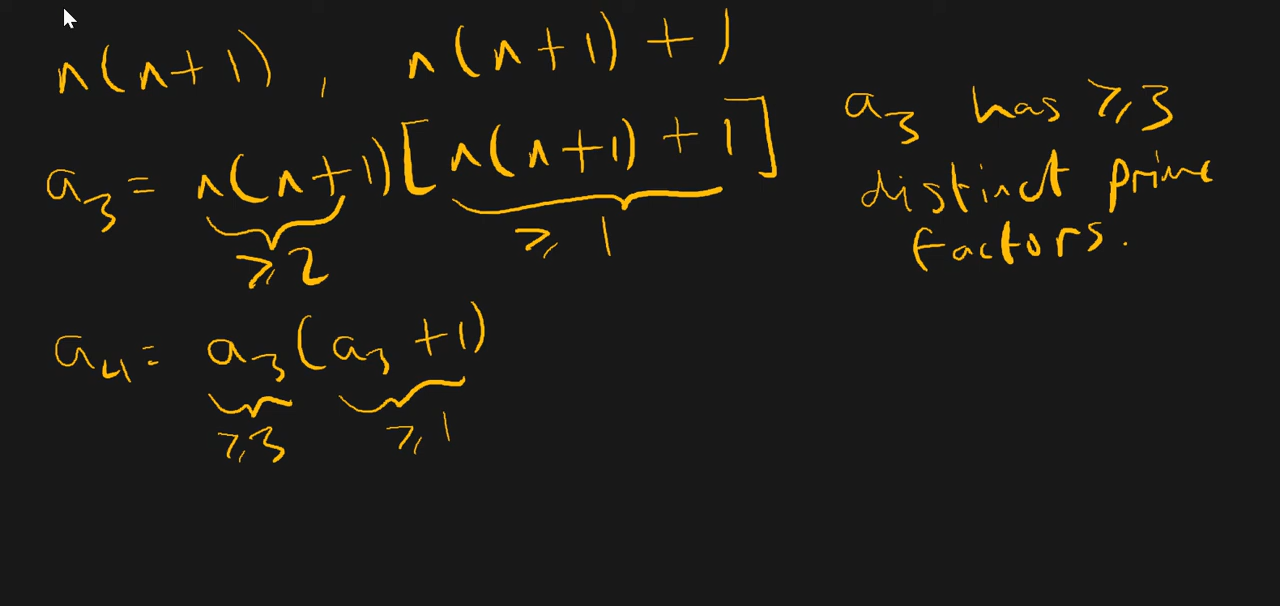 n(n+1) , n(n+1)+1
a₃ = n(n+1)[n(n+1)+1]
≥2 ≥1
a₃ has ≥3
distinct prime
factors.
a₄ = a₃(a₃+1)
≥3 ≥1